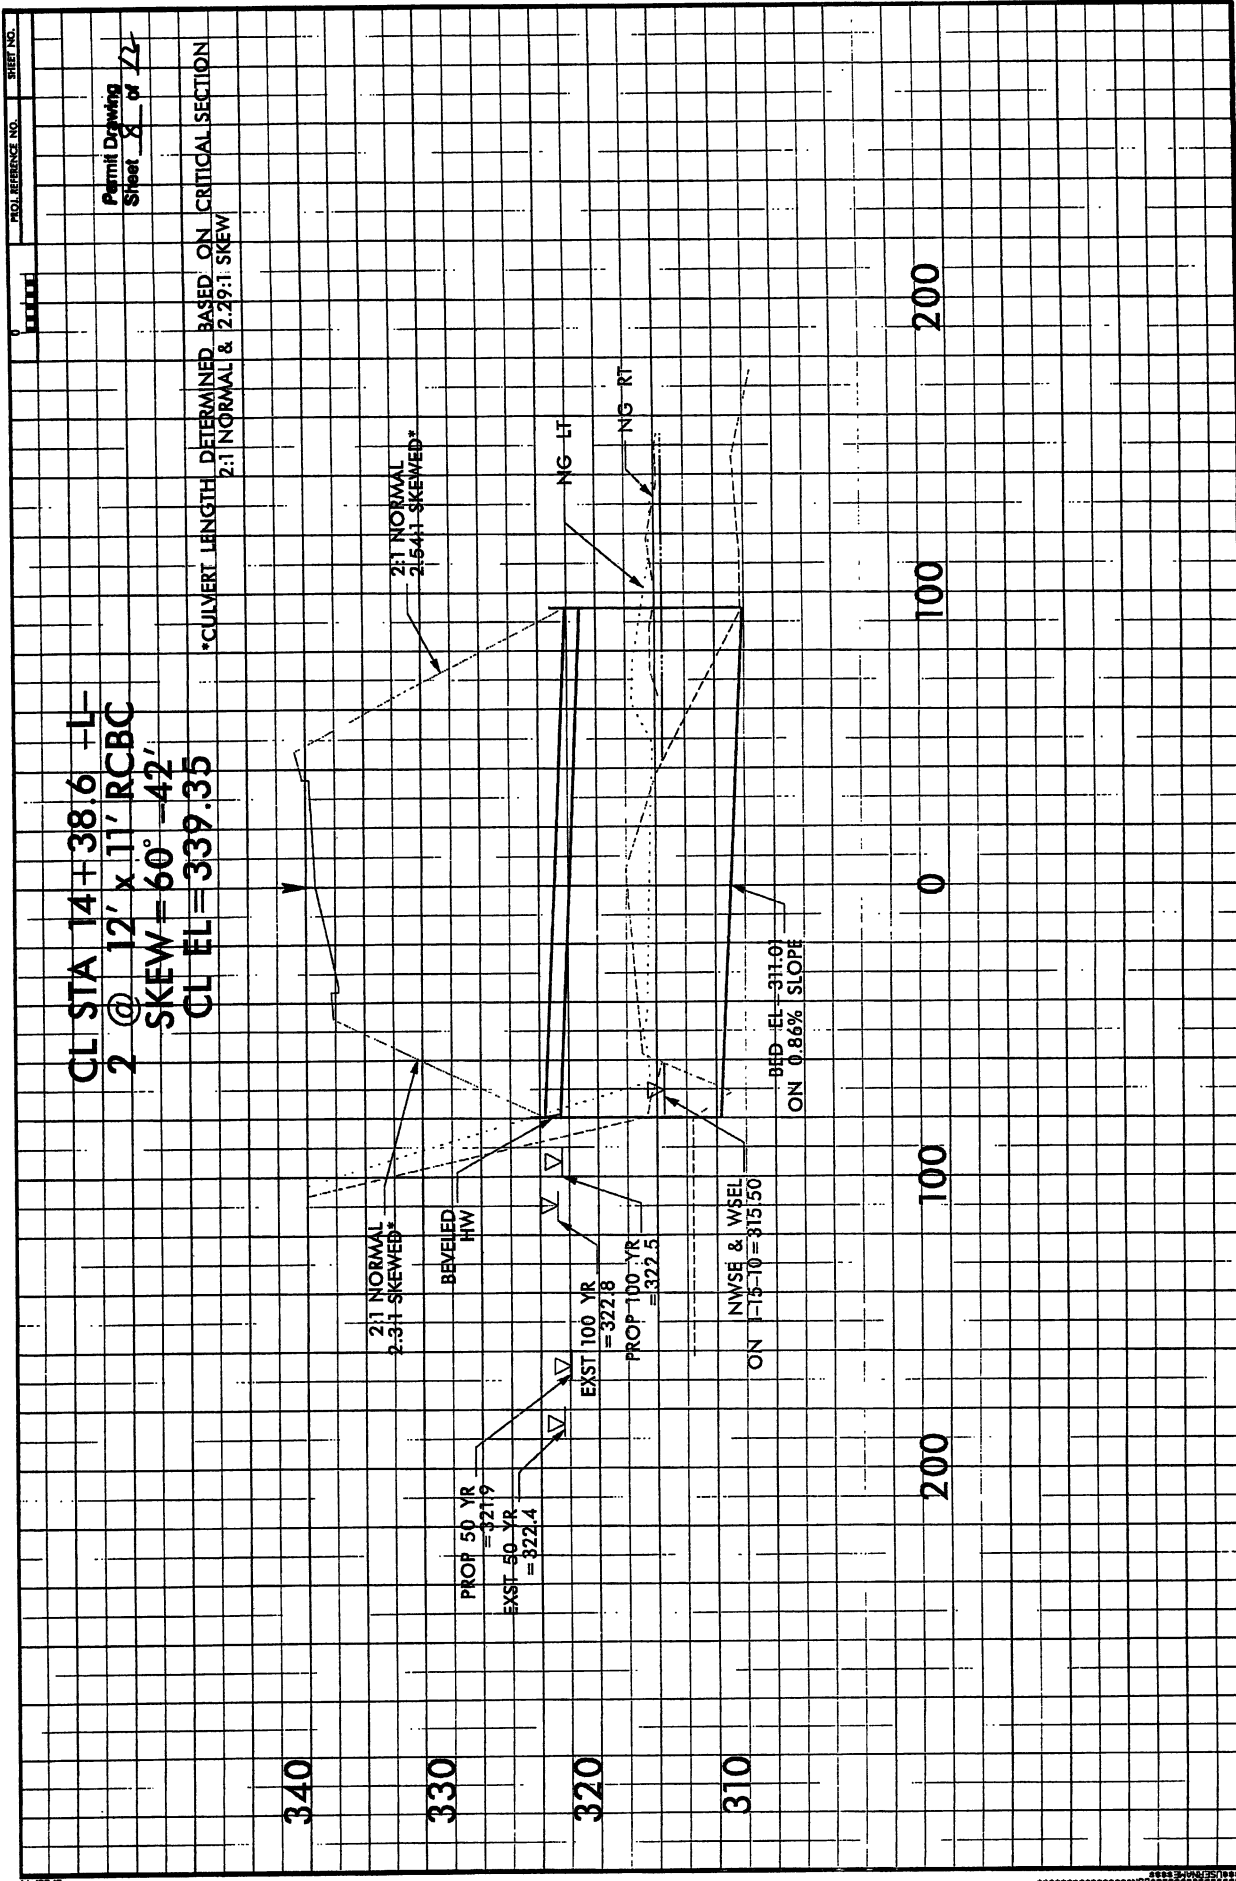 PROJ. REFERENCE NO.
SHEET NO.
0
Permit Drawing
Sheet 8 of 12
CL STA 14+38.6 -L-
2 @ 12' x 11' RCBC
SKEW = 60° -42'
CL EL = 339.35
*CULVERT LENGTH DETERMINED BASED ON CRITICAL SECTION
2:1 NORMAL & 2.29:1 SKEW
2:1 NORMAL
2.54:1 SKEWED*
2:1 NORMAL
2.3:1 SKEWED*
BEVELED
HW
NG LT
NG RT
PROP 50 YR
= 321.9
EXST 50 YR
= 322.4
EXST 100 YR
= 322.8
PROP 100 YR
= 322.5
NWSE & WSEL
ON 1-15-10 = 315.50
BED EL = 311.01
ON 0.86% SLOPE
340
330
320
310
200
100
0
100
200